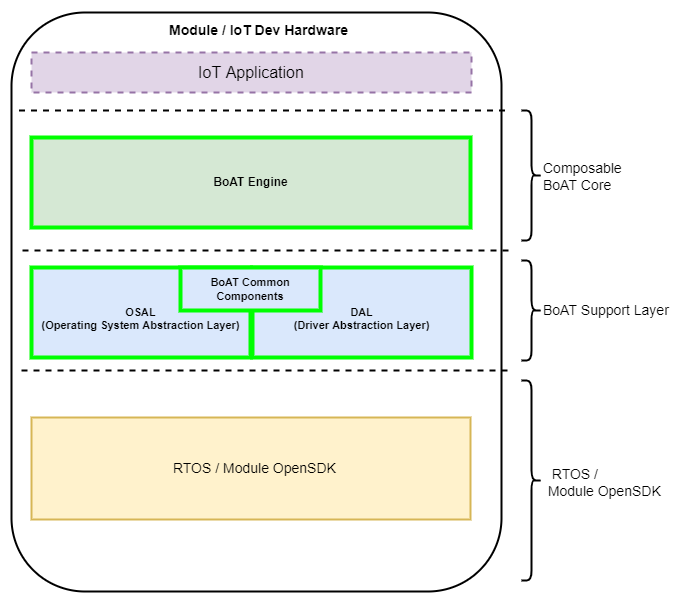 Module / IoT Dev Hardware
IoT Application
BoAT Engine
Composable
BoAT Core
BoAT Common
Components
OSAL
(Operating System Abstraction Layer)
DAL
(Driver Abstraction Layer)
BoAT Support Layer
RTOS / Module OpenSDK
RTOS /
Module OpenSDK